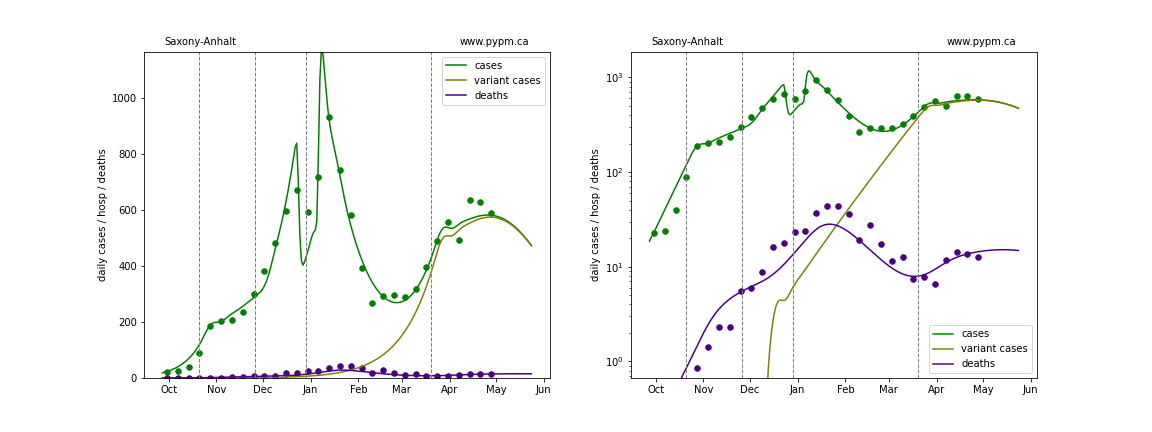 Saxony-Anhalt www.pypm.ca
cases
variant cases
deaths
daily cases / hosp / deaths
1000
800
600
400
200
0
Oct Nov Dec Jan Feb Mar Apr May Jun
Saxony-Anhalt www.pypm.ca
daily cases / hosp / deaths
10³
10²
10¹
10⁰
cases
variant cases
deaths
Oct Nov Dec Jan Feb Mar Apr May Jun